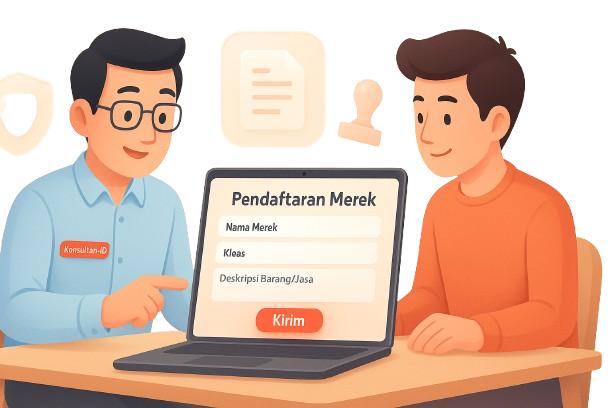 Pendaftaran Merek
Nama Merek
Kleas
Deskripsi Barang/Jasa
Kirim
Konsultan-ID